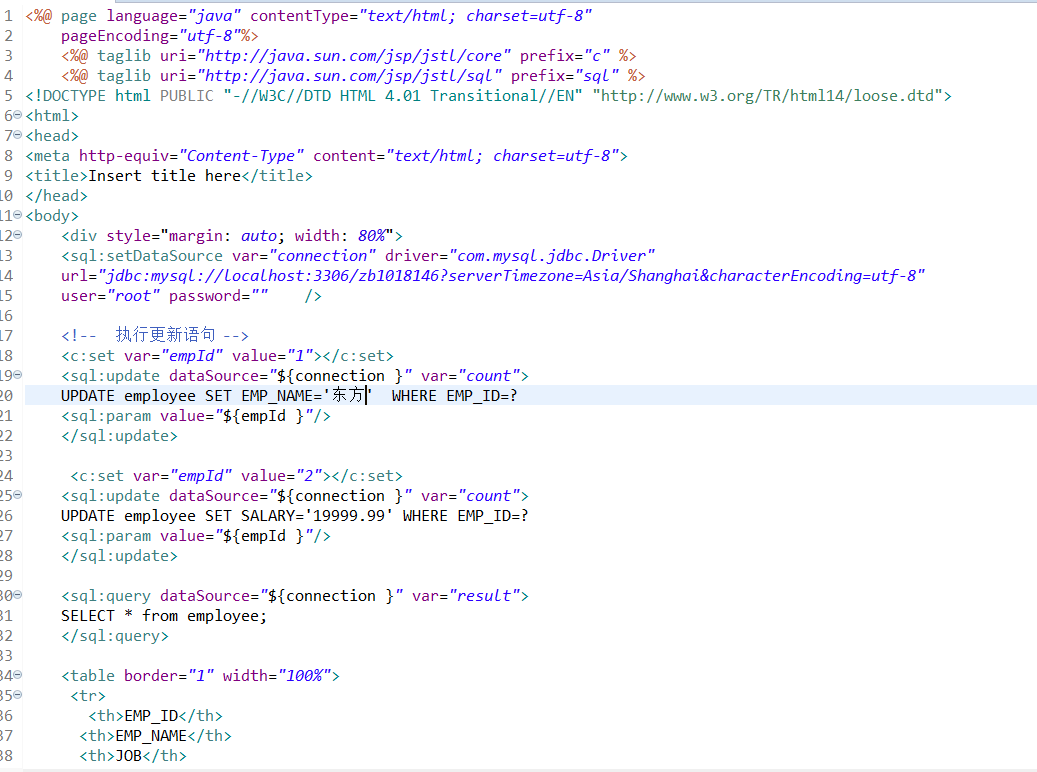 1 <%@ page language="java" contentType="text/html; charset=utf-8"
2 pageEncoding="utf-8"%>
3 <%@ taglib uri="http://java.sun.com/jsp/jstl/core" prefix="c" %>
4 <%@ taglib uri="http://java.sun.com/jsp/jstl/sql" prefix="sql" %>
5 <!DOCTYPE html PUBLIC "-//W3C//DTD HTML 4.01 Transitional//EN" "http://www.w3.org/TR/html14/loose.dtd">
6 <html>
7 <head>
8 <meta http-equiv="Content-Type" content="text/html; charset=utf-8">
9 <title>Insert title here</title>
10 </head>
11 <body>
12 <div style="margin: auto; width: 80%">
13 <sql:setDataSource var="connection" driver="com.mysql.jdbc.Driver"
14 url="jdbc:mysql://localhost:3306/zb1018146?serverTimezone=Asia/Shanghai&characterEncoding=utf-8"
15 user="root" password="" />
16
17 <!-- 执行更新语句 -->
18 <c:set var="empId" value="1"></c:set>
19 <sql:update dataSource="${connection }" var="count">
20 UPDATE employee SET EMP_NAME='东方' WHERE EMP_ID=?
21 <sql:param value="${empId }"/>
22 </sql:update>
23
24 <c:set var="empId" value="2"></c:set>
25 <sql:update dataSource="${connection }" var="count">
26 UPDATE employee SET SALARY='19999.99' WHERE EMP_ID=?
27 <sql:param value="${empId }"/>
28 </sql:update>
29
30 <sql:query dataSource="${connection }" var="result">
31 SELECT * from employee;
32 </sql:query>
33
34 <table border="1" width="100%">
35 <tr>
36 <th>EMP_ID</th>
37 <th>EMP_NAME</th>
38 <th>JOB</th>